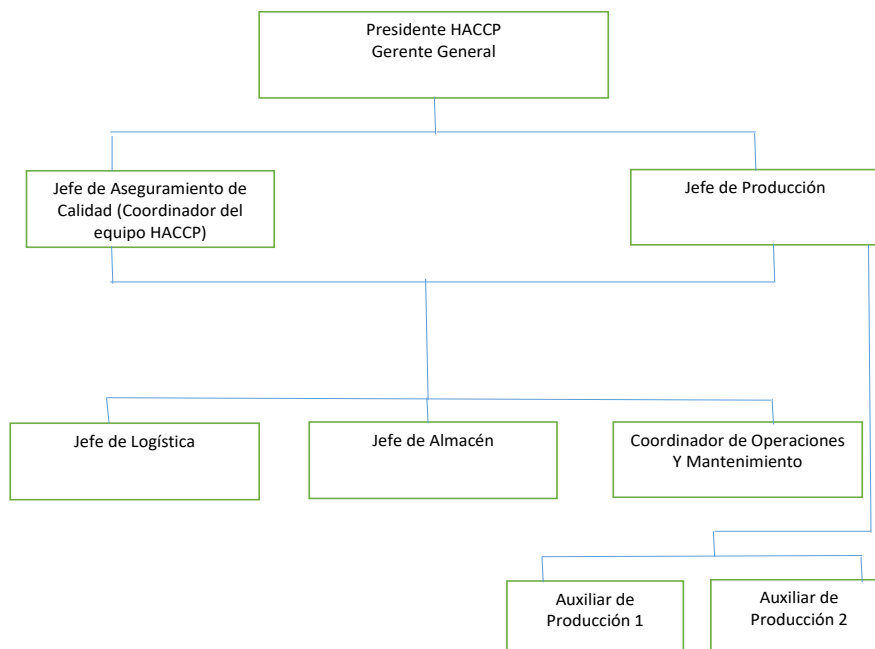 Presidente HACCP
Gerente General
Jefe de Aseguramiento de
Calidad (Coordinador del
equipo HACCP)
Jefe de Producción
Jefe de Logística
Jefe de Almacén
Coordinador de Operaciones
Y Mantenimiento
Auxiliar de
Producción 1
Auxiliar de
Producción 2